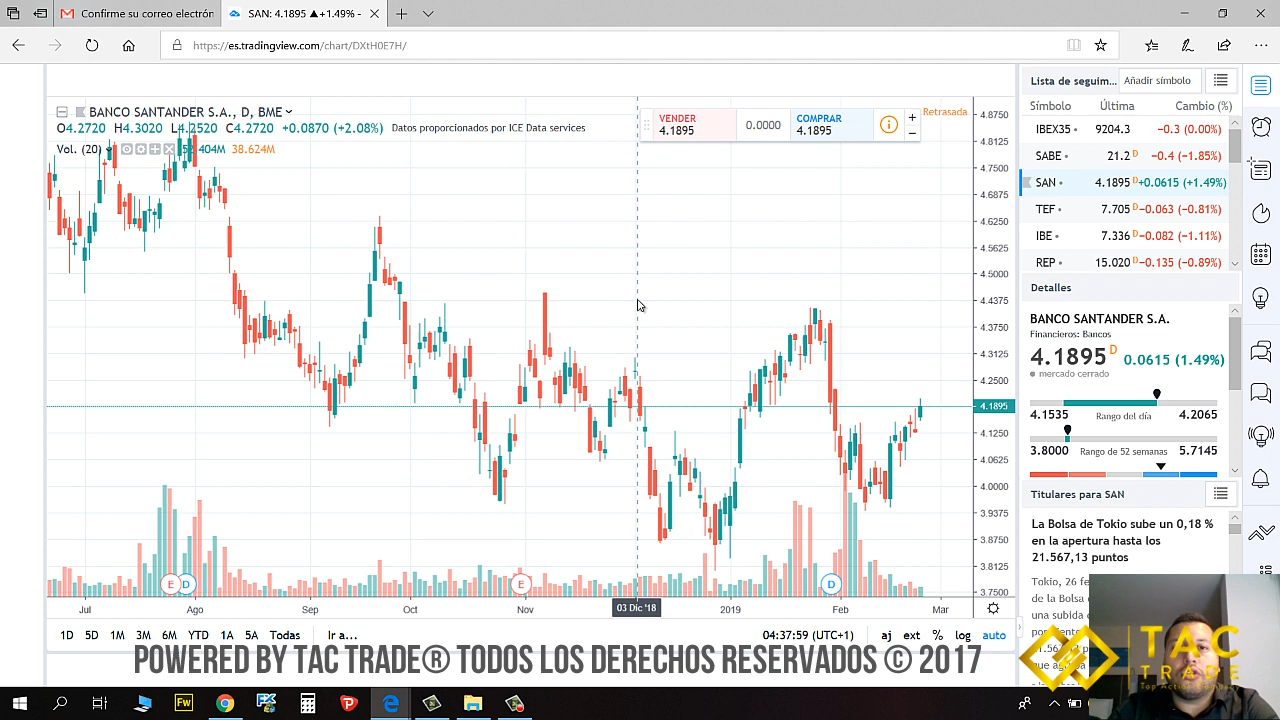 Confirme su correo electrón
SAN: 4.1895 ▲+1.49% -
https://es.tradingview.com/chart/DXtH0E7H/
BANCO SANTANDER S.A., D, BME
O4.2720 H4.3020 L4.2520 C4.2720 +0.0870 (+2.08%) Datos proporcionados por ICE Data services
Vol. (20) 404M 38.624M
VENDER
4.1895
0.0000
COMPRAR
4.1895
Retrasada
4.8750
4.8125
4.7500
4.6875
4.6250
4.5625
4.5000
4.4375
4.3750
4.3125
4.2500
4.1895
4.1250
4.0625
4.0000
3.9375
3.8750
3.8125
3.7500
E D E D
Jul Ago Sep Oct Nov 03 Dic '18 2019 Feb Mar
1D 5D 1M 3M 6M YTD 1A 5A Todas Ir a... 04:37:59 (UTC+1) aj ext % log auto
Lista de seguim... Añadir símbolo
Símbolo Última Cambio (%)
IBEX35 9204.3 −0.3 (0.00%)
SABE 21.2 D −0.4 (−1.85%)
SAN 4.1895 D +0.0615 (+1.49%)
TEF 7.705 D −0.063 (−0.81%)
IBE 7.336 D −0.082 (−1.11%)
REP 15.020 D −0.135 (−0.89%)
Detalles
BANCO SANTANDER S.A.
Financieros: Bancos
4.1895 D 0.0615 (1.49%)
mercado cerrado
4.1535 Rango del día 4.2065
3.8000 Rango de 52 semanas 5.7145
Titulares para SAN
La Bolsa de Tokio sube un 0,18 %
en la apertura hasta los
21.567,13 puntos
Tokio, 26 fe
de la Bolsa
una subida
TAC
TRADE
POWERED BY TAC TRADE® TODOS LOS DERECHOS RESERVADOS © 2017
Fw